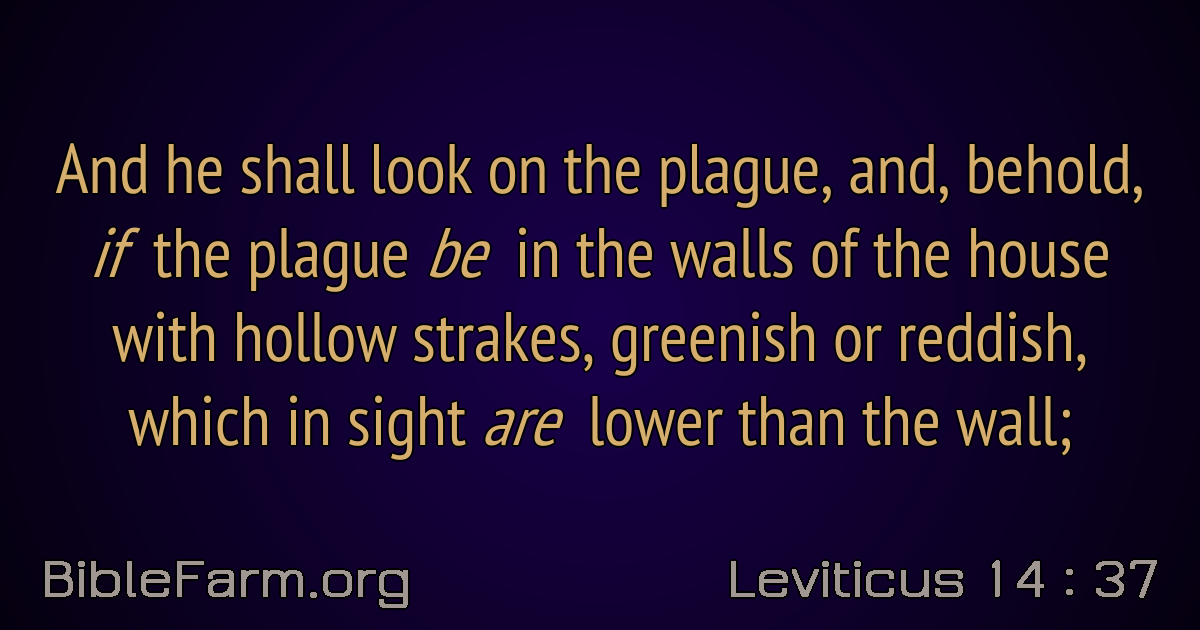 And he shall look on the plague, and, behold,
if the plague be in the walls of the house
with hollow strakes, greenish or reddish,
which in sight are lower than the wall;
BibleFarm.org
Leviticus 14 : 37